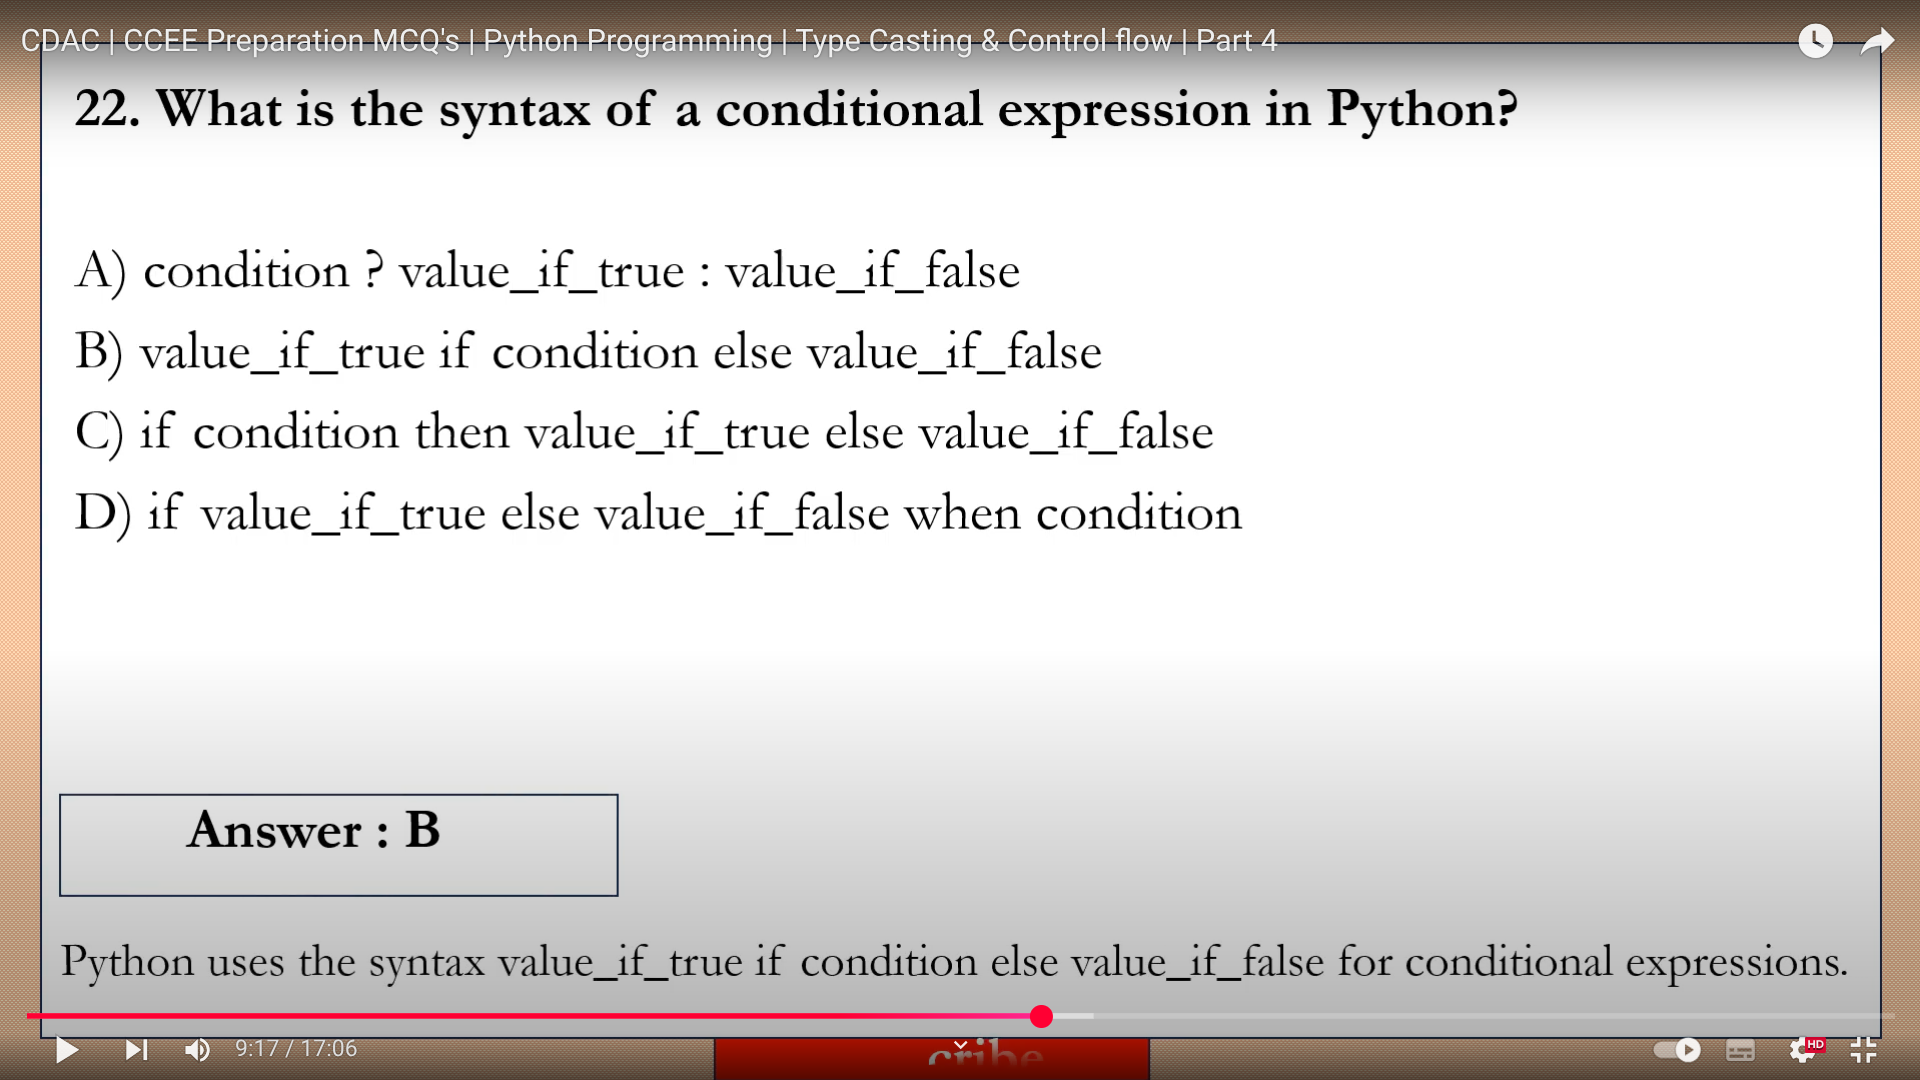 CDAC | CCEE Preparation MCQ's | Python Programming | Type Casting & Control flow | Part 4
22. What is the syntax of a conditional expression in Python?
A) condition ? value_if_true : value_if_false
B) value_if_true if condition else value_if_false
C) if condition then value_if_true else value_if_false
D) if value_if_true else value_if_false when condition
Answer : B
Python uses the syntax value_if_true if condition else value_if_false for conditional expressions.
9:17 / 17:06
HD